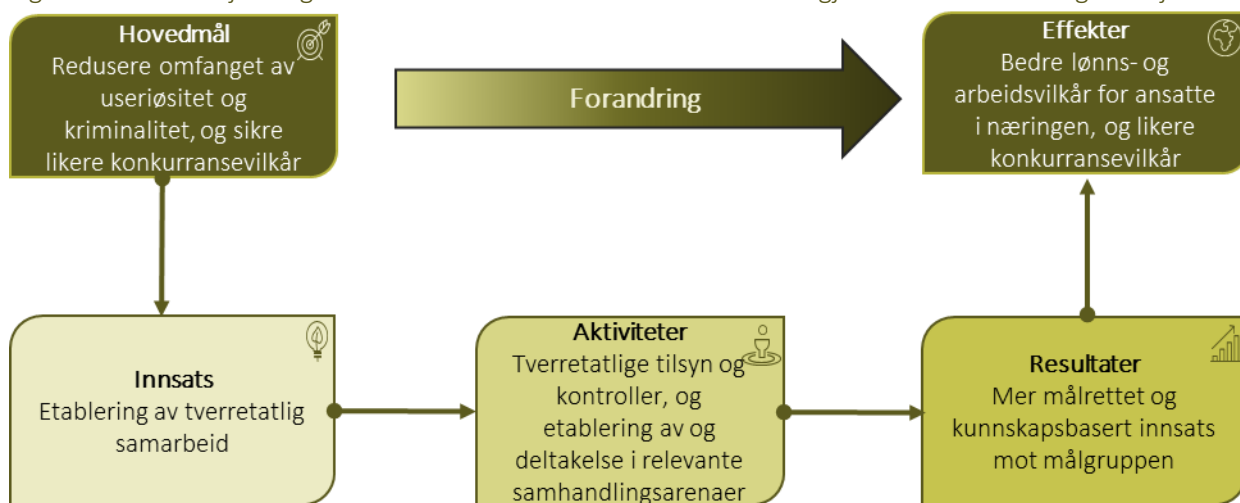 Hovedmål
Redusere omfanget av
useriøsitet og
kriminalitet, og sikre
likere konkurransevilkår
Forandring
Effekter
Bedre lønns- og
arbeidsvilkår for ansatte
i næringen, og likere
konkurransevilkår
Innsats
Etablering av tverretatlig
samarbeid
Aktiviteter
Tverretatlige tilsyn og
kontroller, og
etablering av og
deltakelse i relevante
samhandlingsarenaer
Resultater
Mer målrettet og
kunnskapsbasert innsats
mot målgruppen